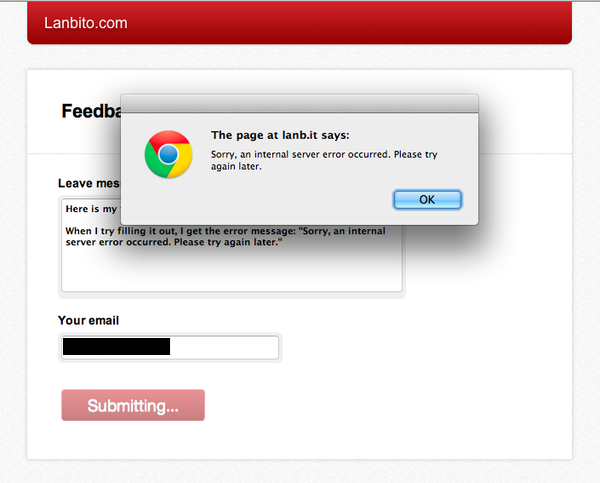 Lanbito.com
Feedba
The page at lanb.it says:
Sorry, an internal server error occurred. Please try
again later.
OK
Leave mes
Here is my
When I try filling it out, I get the error message: "Sorry, an internal
server error occurred. Please try again later."
Your email
Submitting...